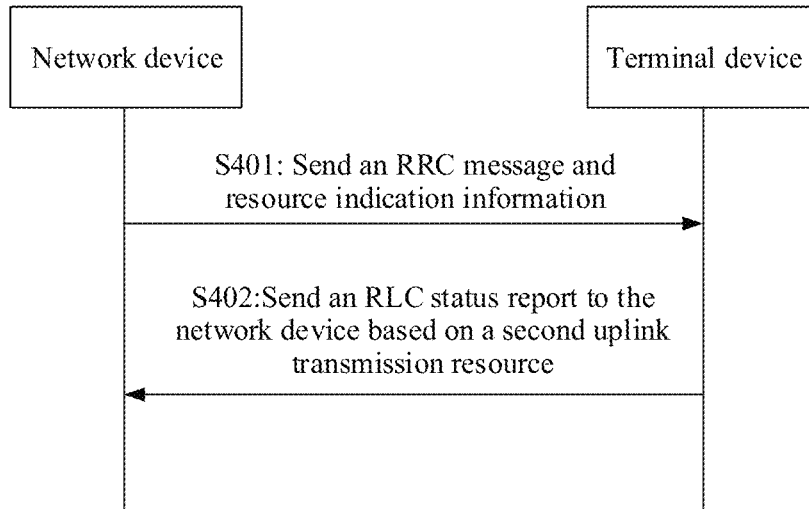 Network device
Terminal device
S401: Send an RRC message and
resource indication information
S402:Send an RLC status report to the
network device based on a second uplink
transmission resource